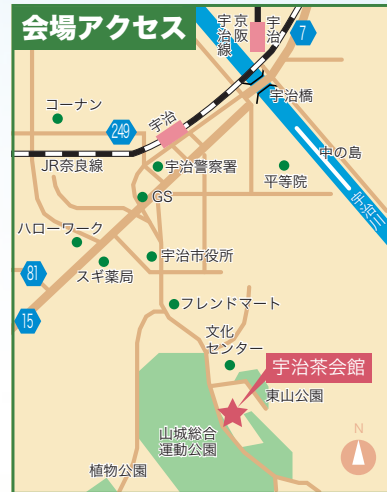 会場アクセス
京阪
宇治線
宇治
7
コーナン
宇治橋
249
宇治
中の島
JR奈良線
宇治警察署
平等院
宇治川
GS
ハローワーク
宇治市役所
81
スギ薬局
15
フレンドマート
文化
センター
宇治茶会館
東山公園
山城総合
運動公園
N
植物公園